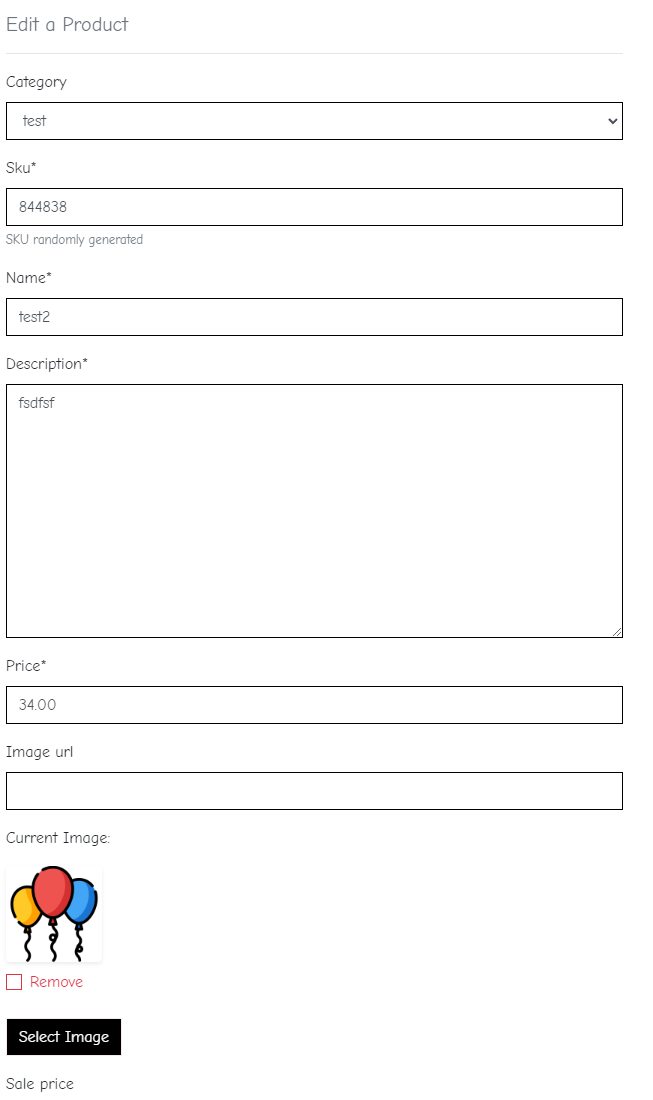 Edit a Product
Category
test
Sku*
844838
SKU randomly generated
Name*
test2
Description*
fsdfsf
Price*
34.00
Image url
Current Image:
Remove
Select Image
Sale price